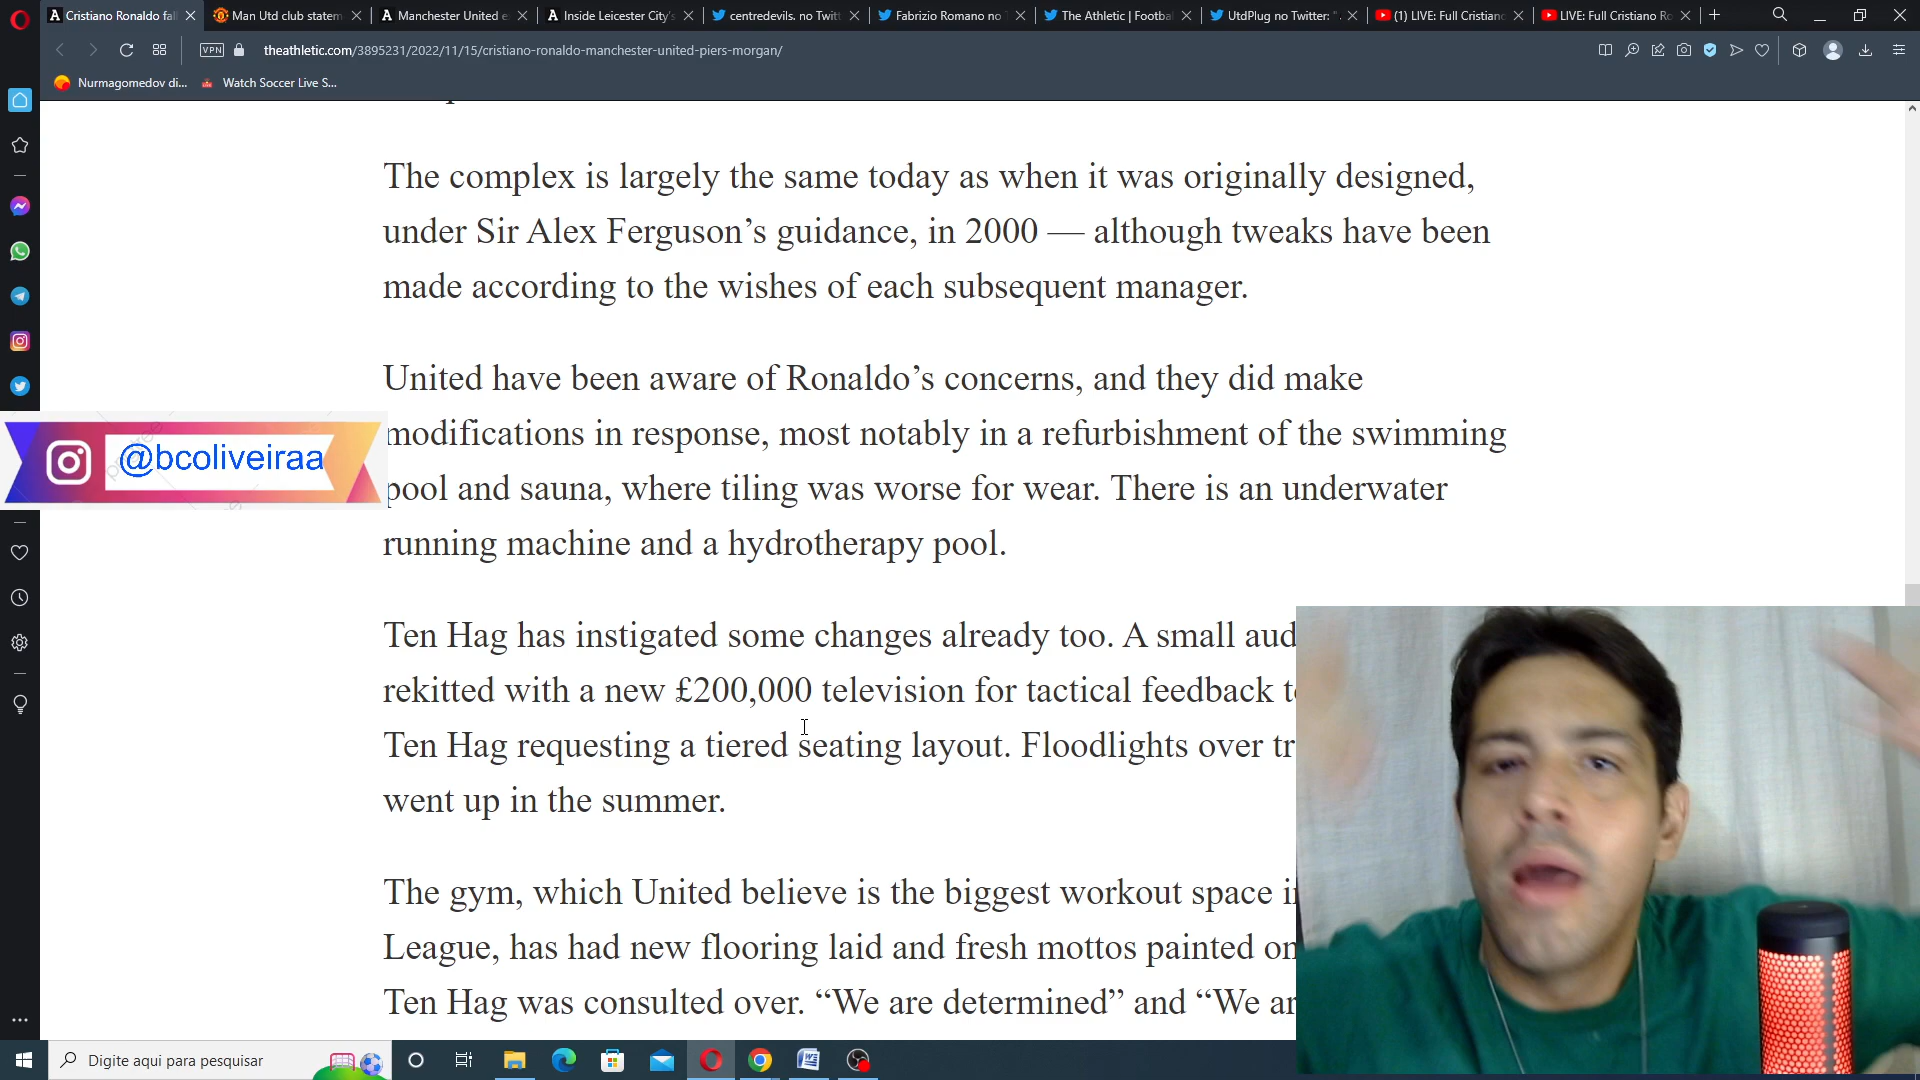 Cristiano Ronaldo fal
Man Utd club statem
Manchester United e
Inside Leicester City's
centredevils. no Twitt
Fabrizio Romano no
The Athletic | Footba
UtdPlug no Twitter: "
(1) LIVE: Full Cristian
LIVE: Full Cristiano Ro
VPN
theathletic.com/3895231/2022/11/15/cristiano-ronaldo-manchester-united-piers-morgan/
Nurmagomedov di...
Watch Soccer Live S...
The complex is largely the same today as when it was originally designed,
under Sir Alex Ferguson’s guidance, in 2000 — although tweaks have been
made according to the wishes of each subsequent manager.
United have been aware of Ronaldo’s concerns, and they did make
modifications in response, most notably in a refurbishment of the swimming
@bcoliveiraa
pool and sauna, where tiling was worse for wear. There is an underwater
running machine and a hydrotherapy pool.
Ten Hag has instigated some changes already too. A small aud
rekitted with a new £200,000 television for tactical feedback t
Ten Hag requesting a tiered seating layout. Floodlights over tr
went up in the summer.
The gym, which United believe is the biggest workout space i
League, has had new flooring laid and fresh mottos painted on
Ten Hag was consulted over. “We are determined” and “We ar
Digite aqui para pesquisar